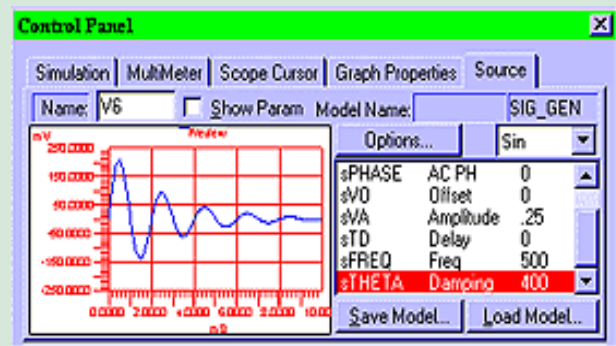 Control Panel
Simulation MultiMeter Scope Cursor Graph Properties Source
Name: V6 Show Param Model Name: SIG_GEN
mV Preview
Options... Sin
250.0000
150.0000
50.0000
-50.0000
-150.0000
-250.0000
0.0000 2.0000 4.0000 6.0000 8.0000 10.00
mS
sPHASE AC PH 0
sVO Offset 0
sVA Amplitude .25
sTD Delay 0
sFREQ Freq 500
sTHETA Damping 400
Save Model... Load Model...